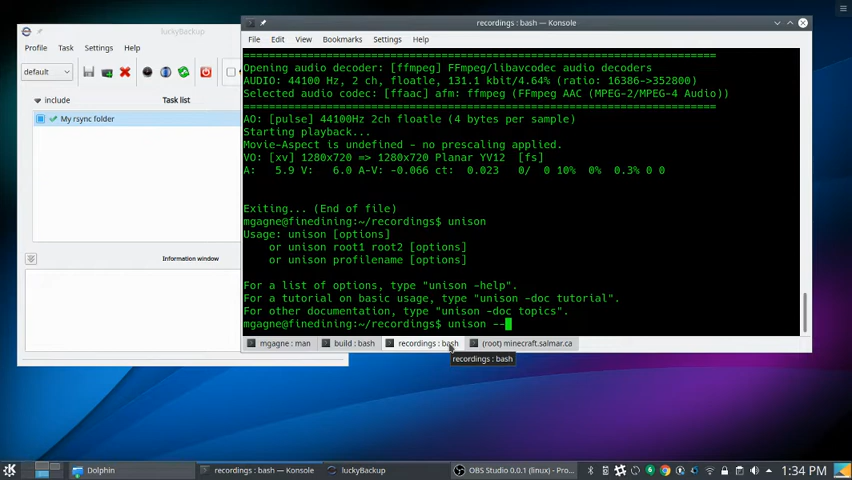 luckyBackup
Profile Task Settings Help
default
include Task list
My rsync folder
Information window
recordings : bash — Konsole
File Edit View Bookmarks Settings Help
======================================================================
Opening audio decoder: [ffmpeg] FFmpeg/libavcodec audio decoders
AUDIO: 44100 Hz, 2 ch, floatle, 131.1 kbit/4.64% (ratio: 16386->352800)
Selected audio codec: [ffaac] afm: ffmpeg (FFmpeg AAC (MPEG-2/MPEG-4 Audio))
======================================================================
AO: [pulse] 44100Hz 2ch floatle (4 bytes per sample)
Starting playback...
Movie-Aspect is undefined - no prescaling applied.
VO: [xv] 1280x720 => 1280x720 Planar YV12 [fs]
A: 5.9 V: 6.0 A-V: -0.066 ct: 0.023 0/ 0 10% 0% 0.3% 0 0
Exiting... (End of file)
mgagne@finedining:~/recordings$ unison
Usage: unison [options]
or unison root1 root2 [options]
or unison profilename [options]
For a list of options, type "unison -help".
For a tutorial on basic usage, type "unison -doc tutorial".
For other documentation, type "unison -doc topics".
mgagne@finedining:~/recordings$ unison --
mgagne : man build : bash recordings : bash (root) minecraft.salmar.ca
recordings : bash
Dolphin recordings : bash — Konsole luckyBackup OBS Studio 0.0.1 (linux) - Pro... 1:34 PM